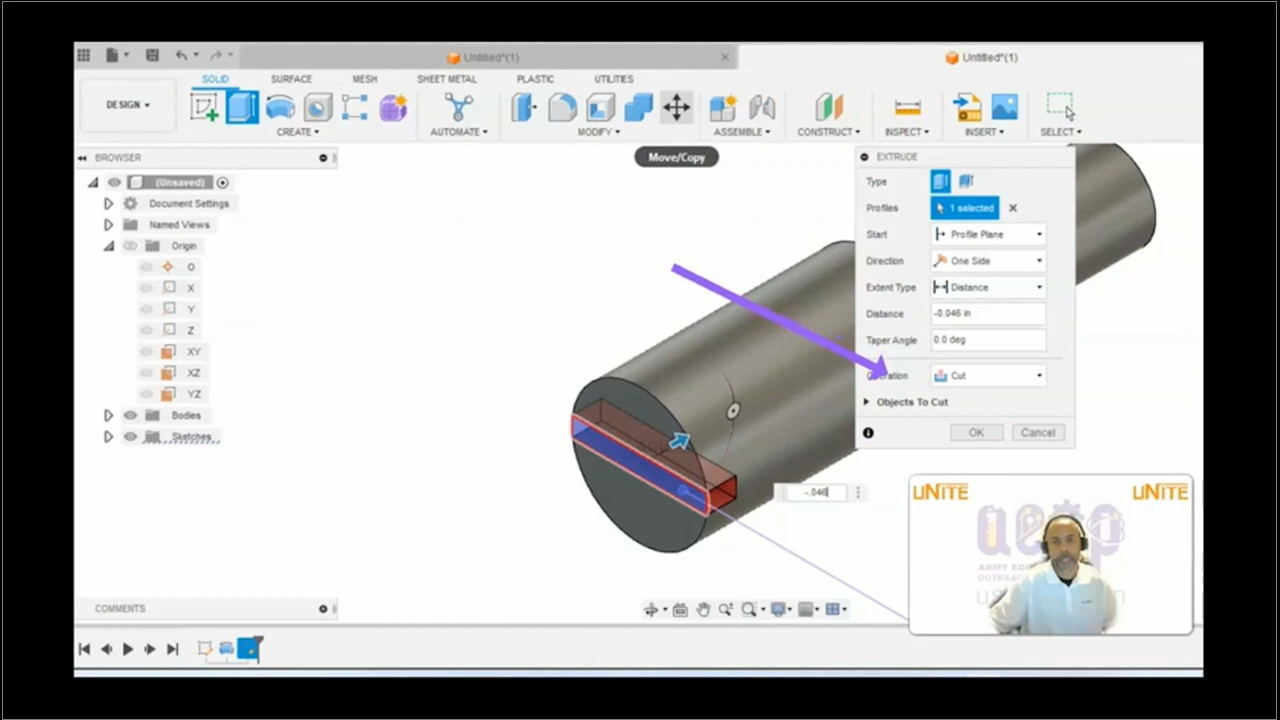 Untitled*(1)
Untitled*(1)
SOLID SURFACE MESH SHEET METAL PLASTIC UTILITIES
DESIGN
CREATE AUTOMATE MODIFY ASSEMBLE CONSTRUCT INSPECT INSERT SELECT
Move/Copy
BROWSER
(Unsaved)
Document Settings
Named Views
Origin
O
X
Y
Z
XY
XZ
YZ
Bodies
Sketches
EXTRUDE
Type
Profiles 1 selected
Start Profile Plane
Direction One Side
Extent Type Distance
Distance -0.046 in
Taper Angle 0.0 deg
Cut
Objects To Cut
OK Cancel
-.046
UNITE UNITE
COMMENTS